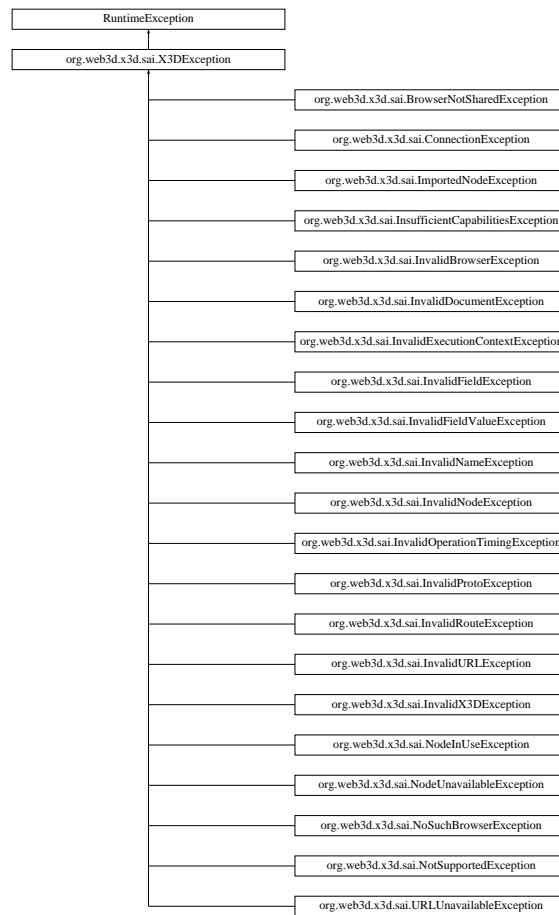 RuntimeException
org.web3d.x3d.sai.X3DException
org.web3d.x3d.sai.BrowserNotSharedException
org.web3d.x3d.sai.ConnectionException
org.web3d.x3d.sai.ImportedNodeException
org.web3d.x3d.sai.InsufficientCapabilitiesException
org.web3d.x3d.sai.InvalidBrowserException
org.web3d.x3d.sai.InvalidDocumentException
org.web3d.x3d.sai.InvalidExecutionContextException
org.web3d.x3d.sai.InvalidFieldException
org.web3d.x3d.sai.InvalidFieldValueException
org.web3d.x3d.sai.InvalidNameException
org.web3d.x3d.sai.InvalidNodeException
org.web3d.x3d.sai.InvalidOperationTimingException
org.web3d.x3d.sai.InvalidProtoException
org.web3d.x3d.sai.InvalidRouteException
org.web3d.x3d.sai.InvalidURLException
org.web3d.x3d.sai.InvalidX3DException
org.web3d.x3d.sai.NodeInUseException
org.web3d.x3d.sai.NodeUnavailableException
org.web3d.x3d.sai.NoSuchBrowserException
org.web3d.x3d.sai.NotSupportedException
org.web3d.x3d.sai.URLUnavailableException